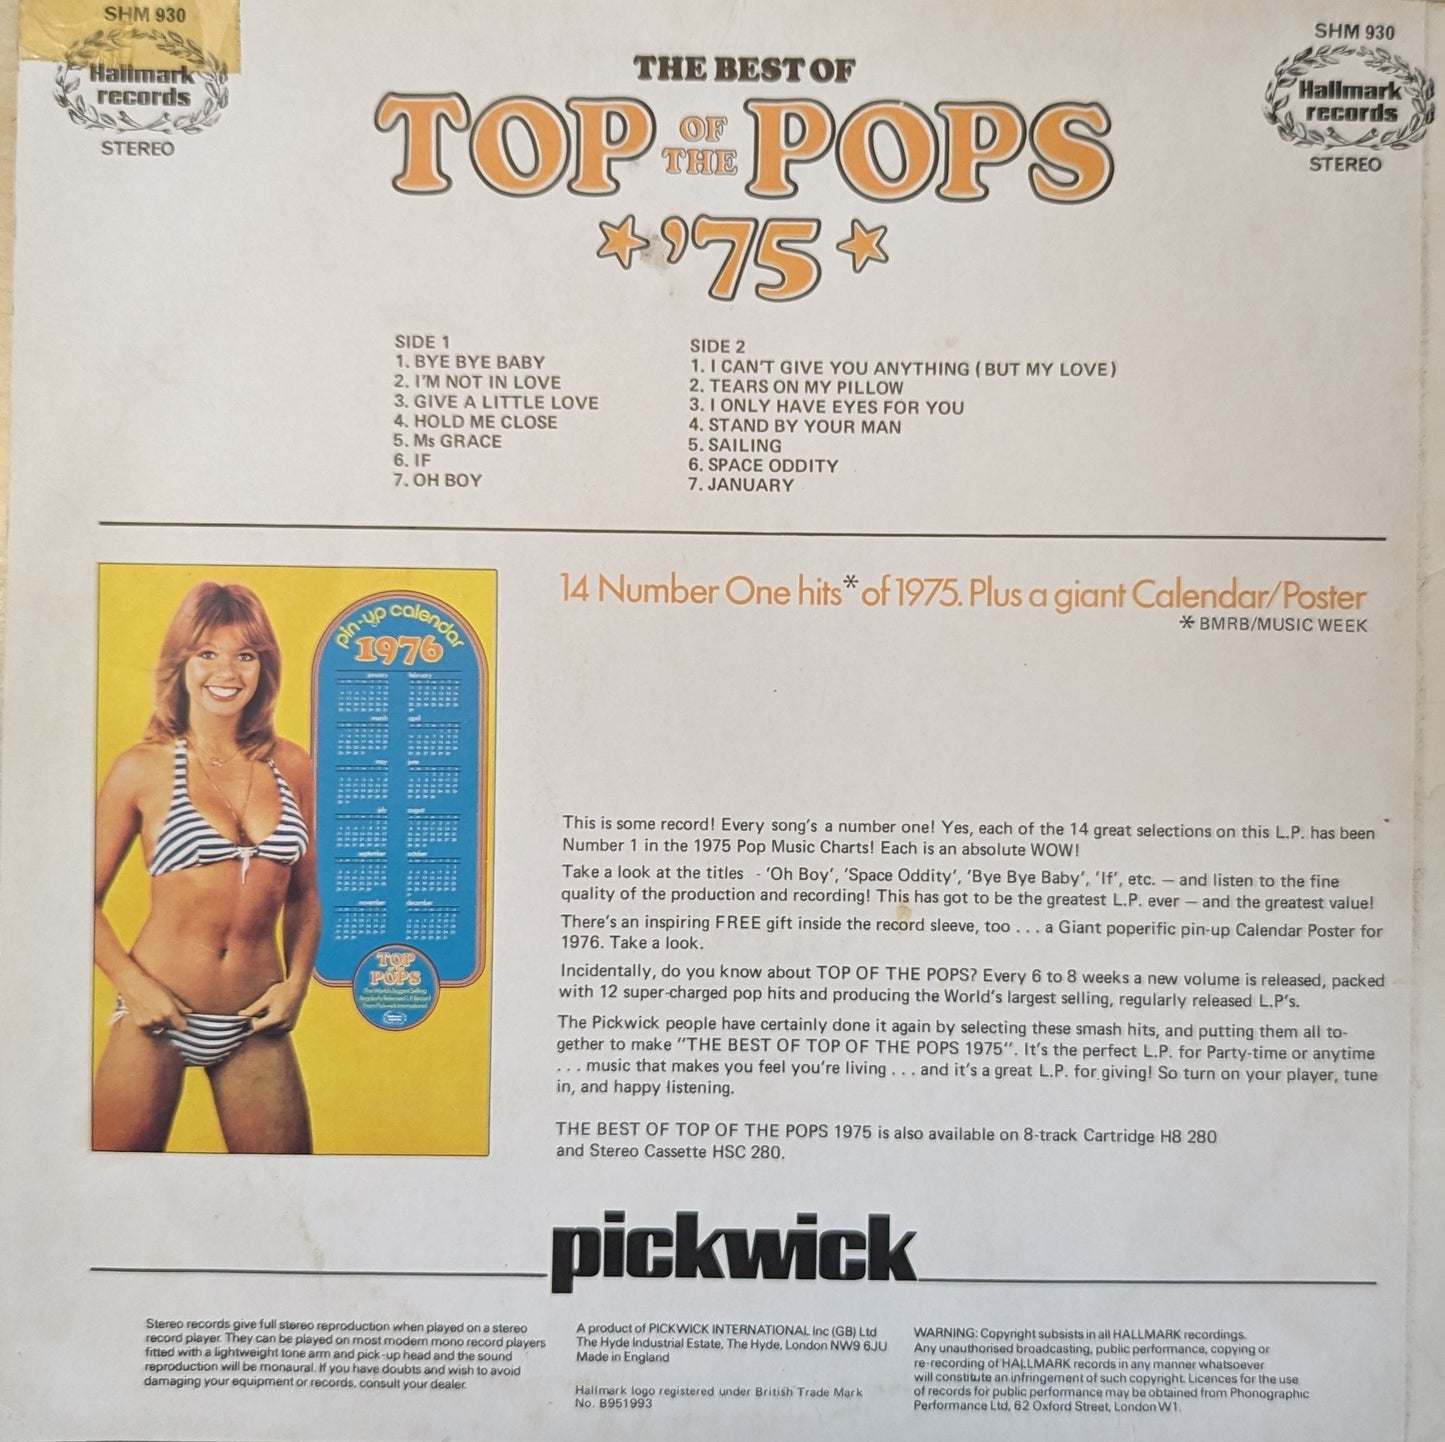 SHM 930
Hallmark
records
STEREO
SHM 930
Hallmark
records
STEREO
THE BEST OF
TOP OF THE POPS
'75
SIDE 1
1. BYE BYE BABY
2. I'M NOT IN LOVE
3. GIVE A LITTLE LOVE
4. HOLD ME CLOSE
5. Ms GRACE
6. IF
7. OH BOY
SIDE 2
1. I CAN'T GIVE YOU ANYTHING (BUT MY LOVE)
2. TEARS ON MY PILLOW
3. I ONLY HAVE EYES FOR YOU
4. STAND BY YOUR MAN
5. SAILING
6. SPACE ODDITY
7. JANUARY
pin-up calendar
1976
january february
march april
may june
july august
september october
november december
TOP
POPS
The World's Biggest Selling
Regularly Released LP Record
From Pickwick International
14 Number One hits* of 1975. Plus a giant Calendar/Poster
* BMRB/MUSIC WEEK
This is some record! Every song's a number one! Yes, each of the 14 great selections on this L.P. has been
Number 1 in the 1975 Pop Music Charts! Each is an absolute WOW!
Take a look at the titles - 'Oh Boy', 'Space Oddity', 'Bye Bye Baby', 'If', etc. — and listen to the fine
quality of the production and recording! This has got to be the greatest L.P. ever — and the greatest value!
There's an inspiring FREE gift inside the record sleeve, too . . . a Giant poperific pin-up Calendar Poster for
1976. Take a look.
Incidentally, do you know about TOP OF THE POPS? Every 6 to 8 weeks a new volume is released, packed
with 12 super-charged pop hits and producing the World's largest selling, regularly released L.P's.
The Pickwick people have certainly done it again by selecting these smash hits, and putting them all to-
gether to make "THE BEST OF TOP OF THE POPS 1975". It's the perfect L.P. for Party-time or anytime
. . . music that makes you feel you're living . . . and it's a great L.P. for giving! So turn on your player, tune
in, and happy listening.
THE BEST OF TOP OF THE POPS 1975 is also available on 8-track Cartridge H8 280
and Stereo Cassette HSC 280.
pickwick
Stereo records give full stereo reproduction when played on a stereo
record player. They can be played on most modern mono record players
fitted with a lightweight tone arm and pick-up head and the sound
reproduction will be monaural. If you have doubts and wish to avoid
damaging your equipment or records, consult your dealer.
A product of PICKWICK INTERNATIONAL Inc (GB) Ltd
The Hyde Industrial Estate, The Hyde, London NW9 6JU
Made in England
Hallmark logo registered under British Trade Mark
No. B951993
WARNING: Copyright subsists in all HALLMARK recordings.
Any unauthorised broadcasting, public performance, copying or
re-recording of HALLMARK records in any manner whatsoever
will constitute an infringement of such copyright. Licences for the use
of records for public performance may be obtained from Phonographic
Performance Ltd, 62 Oxford Street, London W1.